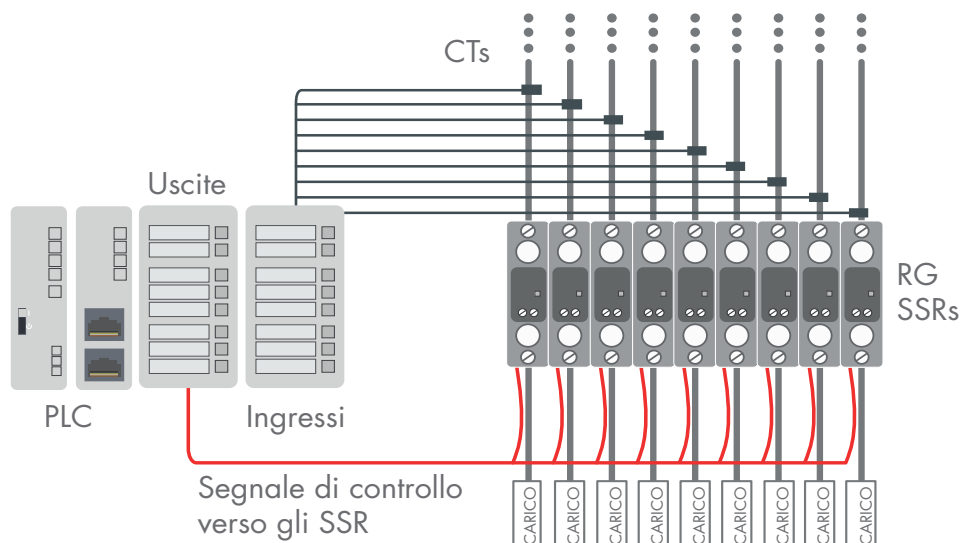 CTs
Uscite
RG
SSRs
PLC
Ingressi
Segnale di controllo
verso gli SSR
CARICO
CARICO
CARICO
CARICO
CARICO
CARICO
CARICO
CARICO
CARICO